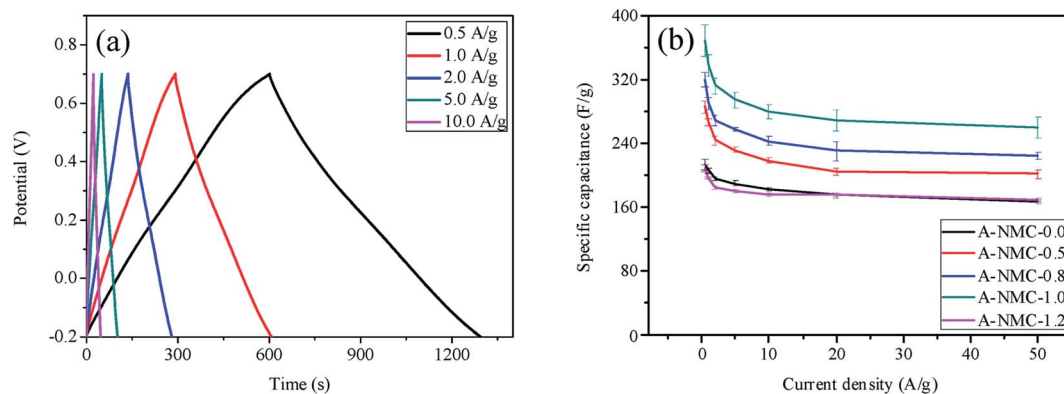 (a)
0.5 A/g
1.0 A/g
2.0 A/g
5.0 A/g
10.0 A/g
0.8
0.6
0.4
0.2
0.0
-0.2
Potential (V)
0 300 600 900 1200
Time (s)
(b)
400
320
240
160
80
0
Specific capacitance (F/g)
A-NMC-0.0
A-NMC-0.5
A-NMC-0.8
A-NMC-1.0
A-NMC-1.2
0 10 20 30 40 50
Current density (A/g)